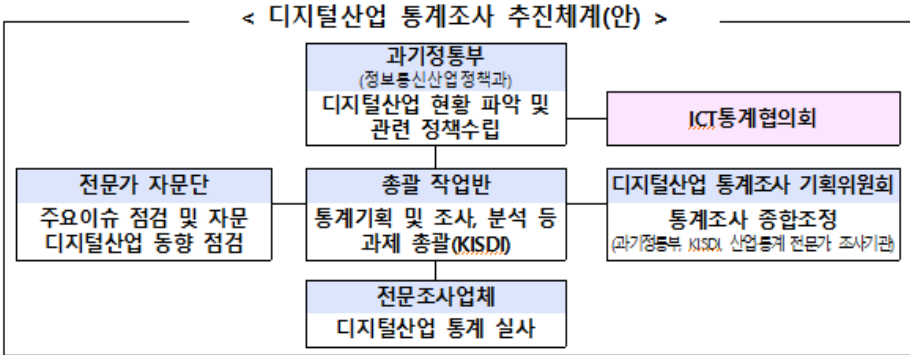 < 디지털산업 통계조사 추진체계(안) >
과기정통부
(정보통신산업정책과)
디지털산업 현황 파악 및
관련 정책수립
ICT통계협의회
전문가 자문단
주요이슈 점검 및 자문
디지털산업 동향 점검
총괄 작업반
통계기획 및 조사, 분석 등
과제 총괄(KISDI)
디지털산업 통계조사 기획위원회
통계조사 종합조정
(과기정통부, KISDI, 산업통계 전문가 조사기관)
전문조사업체
디지털산업 통계 실사